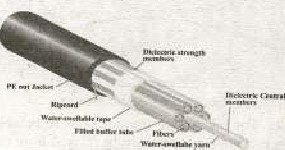 Dielectric strength
members
PE out Jacket
Dielectric Central
members
Ripcord
Water-swellable tape
Filled buffer tube
Fibers
Water-swellable yarn